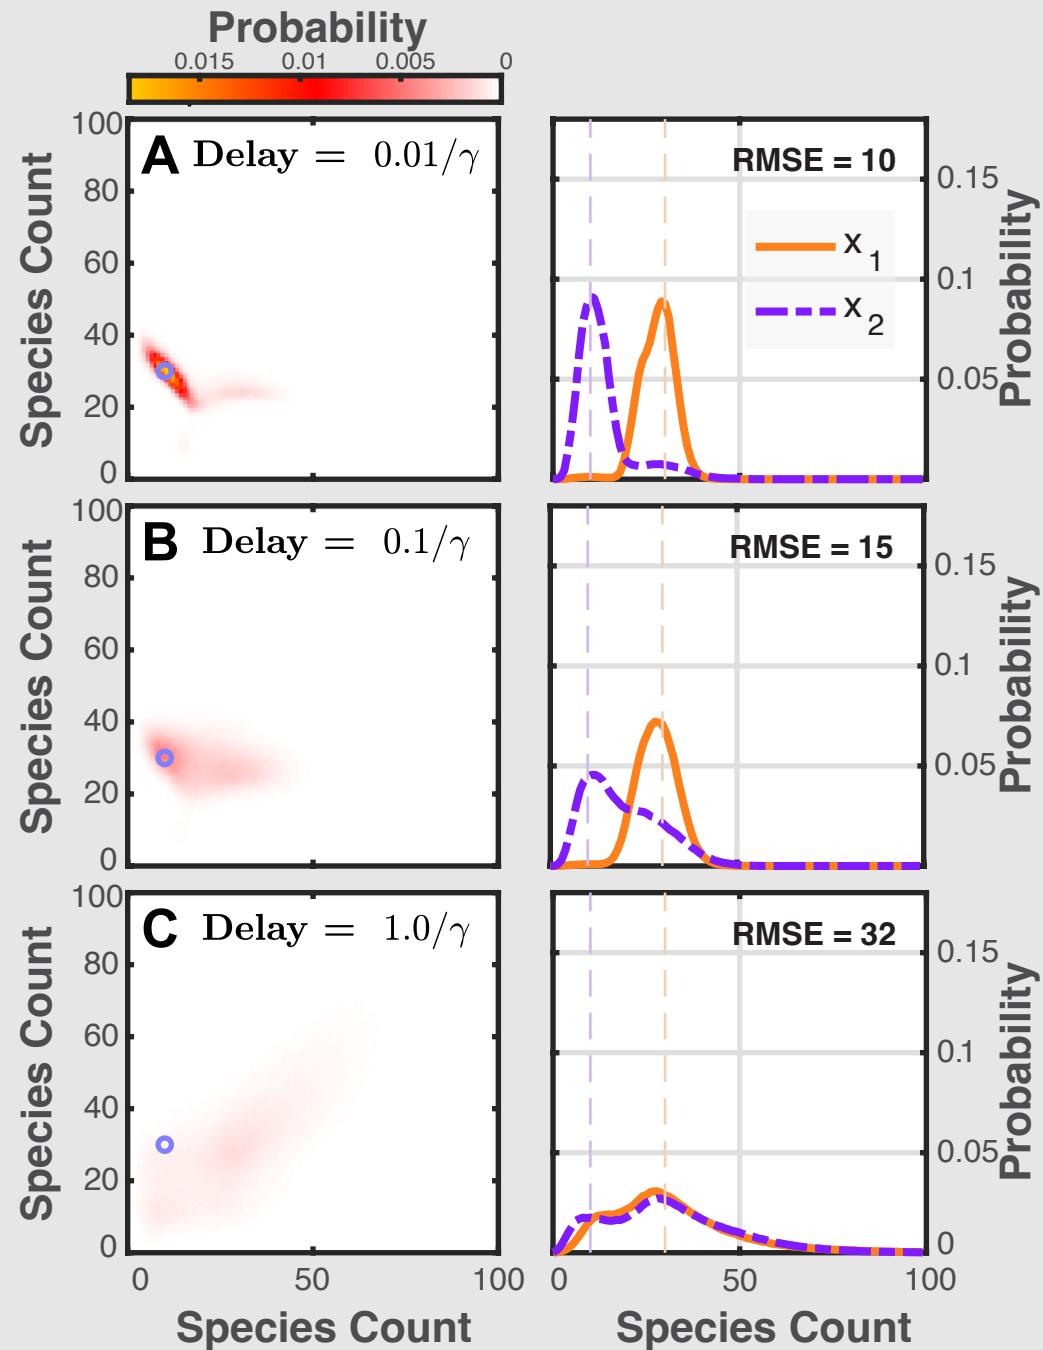 Probability
0.015 0.01 0.005 0
100
80
60
40
20
0
Species Count
A Delay = 0.01/γ
RMSE = 10
x1
x2
0.15
0.1
0.05
Probability
100
80
60
40
20
0
Species Count
B Delay = 0.1/γ
RMSE = 15
0.15
0.1
0.05
Probability
100
80
60
40
20
0
Species Count
C Delay = 1.0/γ
RMSE = 32
0.15
0.1
0.05
0
Probability
0 50 100
0 50 100
Species Count
Species Count